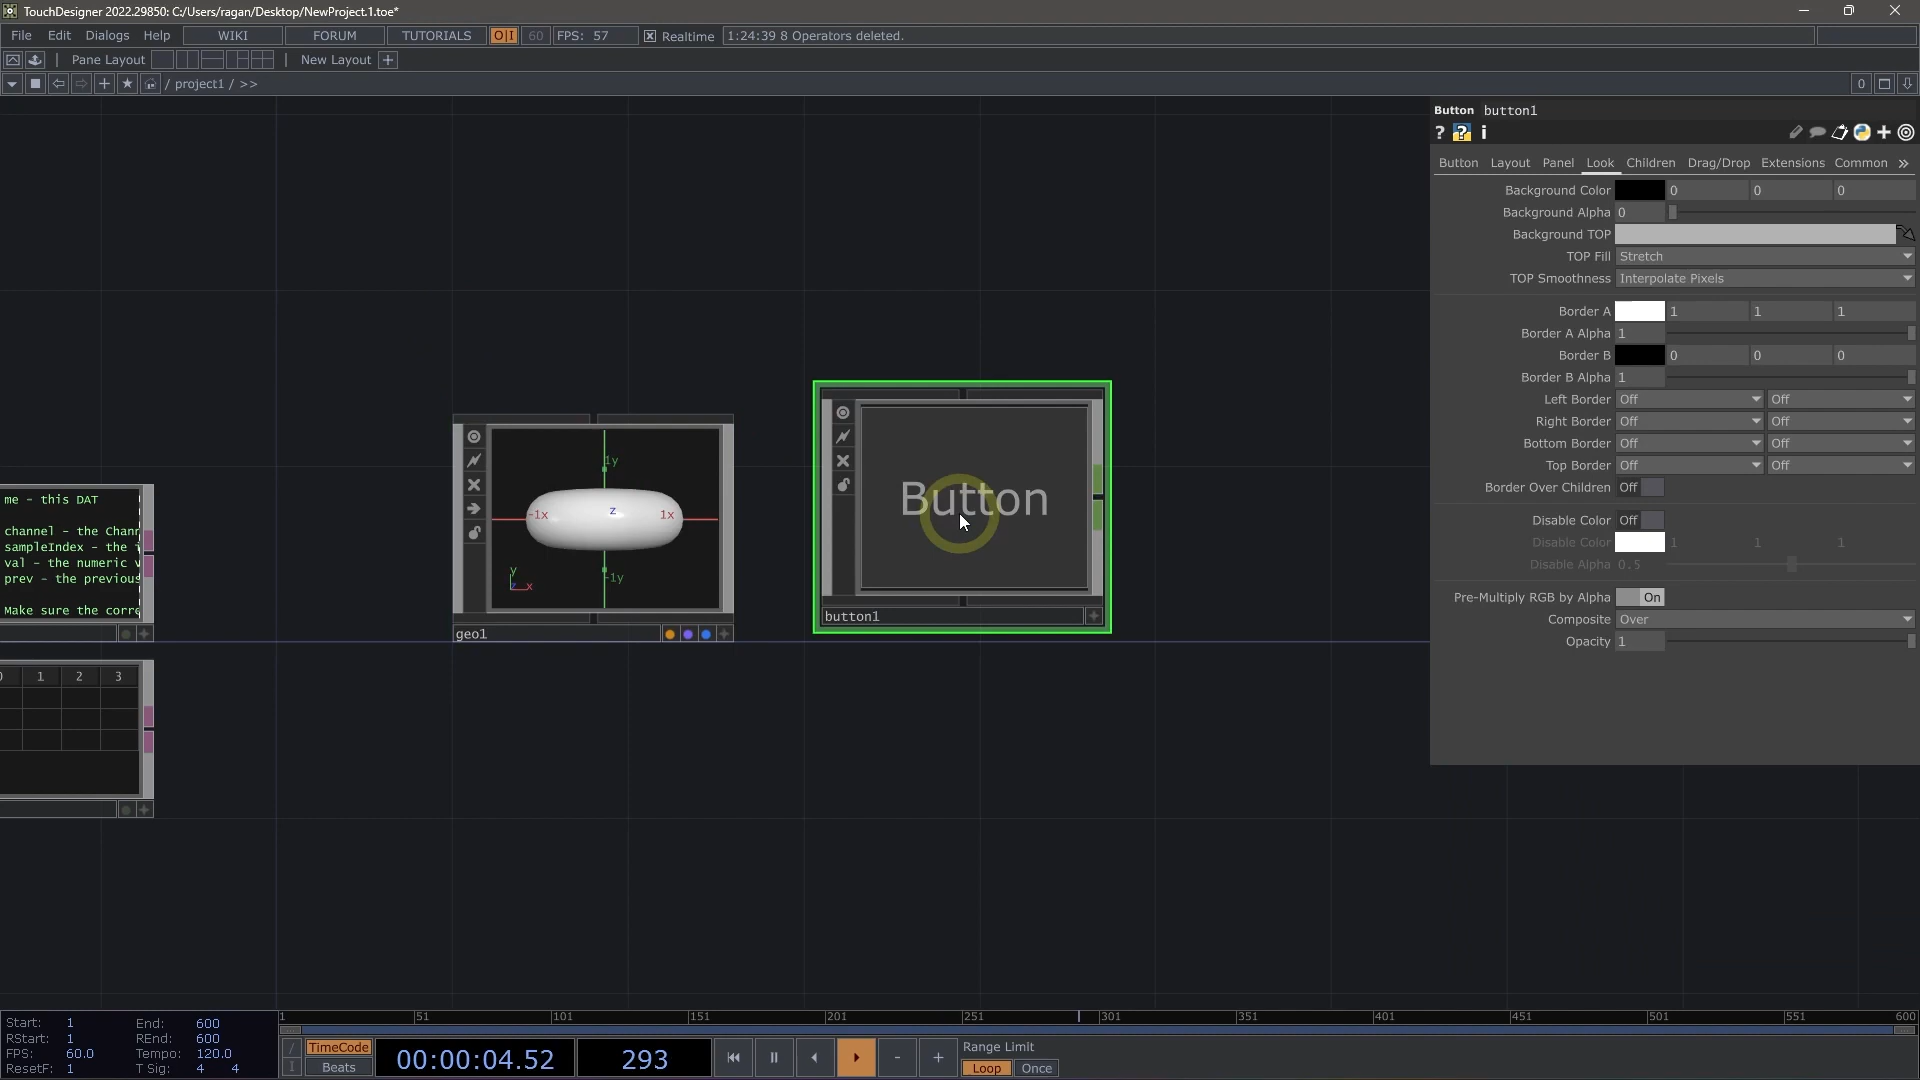 TouchDesigner 2022.29850: C:/Users/ragan/Desktop/NewProject.1.toe*
File Edit Dialogs Help WIKI FORUM TUTORIALS O|I 60 FPS: 57 Realtime 1:24:39 8 Operators deleted.
Pane Layout New Layout +
/ project1 / >> 0
Button button1
? ? i
Button Layout Panel Look Children Drag/Drop Extensions Common »
Background Color 0 0 0
Background Alpha 0
Background TOP
TOP Fill Stretch
TOP Smoothness Interpolate Pixels
Border A 1 1 1
Border A Alpha 1
Border B 0 0 0
Border B Alpha 1
Left Border Off Off
Right Border Off Off
Bottom Border Off Off
Top Border Off Off
Border Over Children Off
Disable Color Off
Disable Color 1 1 1
Disable Alpha 0.5
Pre-Multiply RGB by Alpha On
Composite Over
Opacity 1
me - this DAT
channel - the Chann
sampleIndex - the
val - the numeric
prev - the previous
Make sure the corre
1 2 3
1y
-1x z 1x
-1y
y
z x
geo1
Button
button1
1 51 101 151 201 251 301 351 401 451 501 551 600
Start: 1 End: 600
RStart: 1 REnd: 600
FPS: 60.0 Tempo: 120.0
ResetF: 1 T Sig: 4 4
TimeCode
Beats
00:00:04.52
293
- +
Range Limit
Loop Once